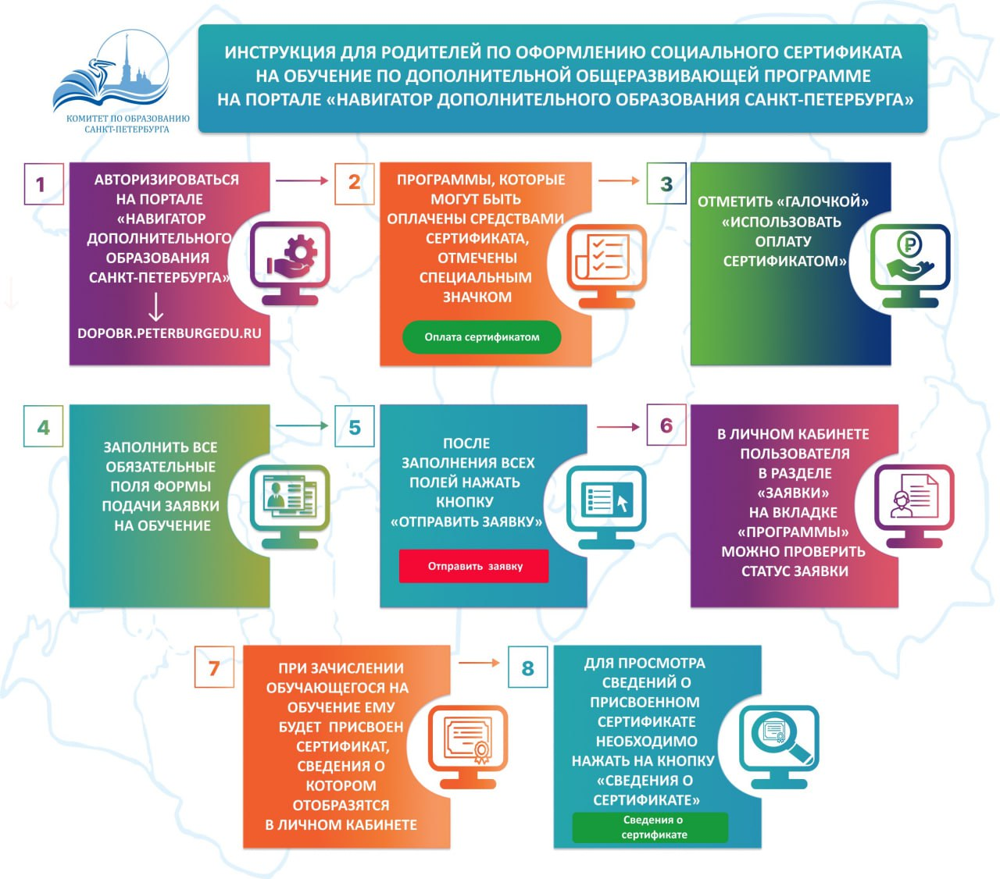 КОМИТЕТ ПО ОБРАЗОВАНИЮ
САНКТ-ПЕТЕРБУРГА
ИНСТРУКЦИЯ ДЛЯ РОДИТЕЛЕЙ ПО ОФОРМЛЕНИЮ СОЦИАЛЬНОГО СЕРТИФИКАТА
НА ОБУЧЕНИЕ ПО ДОПОЛНИТЕЛЬНОЙ ОБЩЕРАЗВИВАЮЩЕЙ ПРОГРАММЕ
НА ПОРТАЛЕ «НАВИГАТОР ДОПОЛНИТЕЛЬНОГО ОБРАЗОВАНИЯ САНКТ-ПЕТЕРБУРГА»
1
АВТОРИЗИРОВАТЬСЯ
НА ПОРТАЛЕ
«НАВИГАТОР
ДОПОЛНИТЕЛЬНОГО
ОБРАЗОВАНИЯ
САНКТ-ПЕТЕРБУРГА»
DOPOBR.PETERBURGEDU.RU
2
ПРОГРАММЫ, КОТОРЫЕ
МОГУТ БЫТЬ
ОПЛАЧЕНЫ СРЕДСТВАМИ
СЕРТИФИКАТА,
ОТМЕЧЕНЫ
СПЕЦИАЛЬНЫМ
ЗНАЧКОМ
Оплата сертификатом
3
ОТМЕТИТЬ «ГАЛОЧКОЙ»
«ИСПОЛЬЗОВАТЬ
ОПЛАТУ
СЕРТИФИКАТОМ»
₽
4
ЗАПОЛНИТЬ ВСЕ
ОБЯЗАТЕЛЬНЫЕ
ПОЛЯ ФОРМЫ
ПОДАЧИ ЗАЯВКИ
НА ОБУЧЕНИЕ
5
ПОСЛЕ
ЗАПОЛНЕНИЯ ВСЕХ
ПОЛЕЙ НАЖАТЬ
КНОПКУ
«ОТПРАВИТЬ ЗАЯВКУ»
Отправить заявку
6
В ЛИЧНОМ КАБИНЕТЕ
ПОЛЬЗОВАТЕЛЯ
В РАЗДЕЛЕ
«ЗАЯВКИ»
НА ВКЛАДКЕ
«ПРОГРАММЫ»
МОЖНО ПРОВЕРИТЬ
СТАТУС ЗАЯВКИ
7
ПРИ ЗАЧИСЛЕНИИ
ОБУЧАЮЩЕГОСЯ НА
ОБУЧЕНИЕ ЕМУ
БУДЕТ ПРИСВОЕН
СЕРТИФИКАТ,
СВЕДЕНИЯ О
КОТОРОМ
ОТОБРАЗЯТСЯ
В ЛИЧНОМ КАБИНЕТЕ
8
ДЛЯ ПРОСМОТРА
СВЕДЕНИЙ О
ПРИСВОЕННОМ
СЕРТИФИКАТЕ
НЕОБХОДИМО
НАЖАТЬ НА КНОПКУ
«СВЕДЕНИЯ О
СЕРТИФИКАТЕ»
Сведения о
сертификате